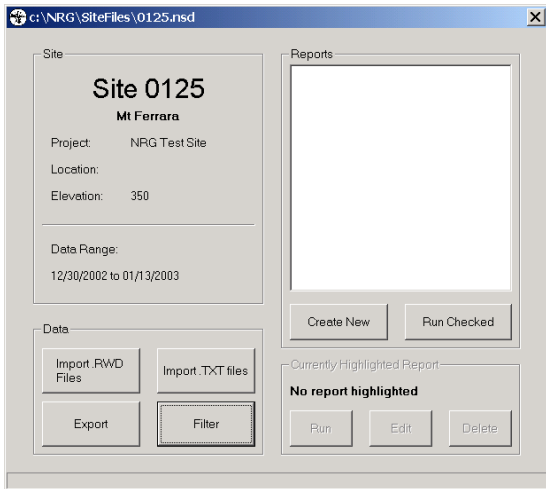 c:\NRG\SiteFiles\0125.nsd
Site
Site 0125
Mt Ferrara
Project: NRG Test Site
Location:
Elevation: 350
Data Range:
12/30/2002 to 01/13/2003
Data
Import .RWD
Files
Import .TXT files
Export
Filter
Reports
Create New
Run Checked
Currently Highlighted Report
No report highlighted
Run
Edit
Delete